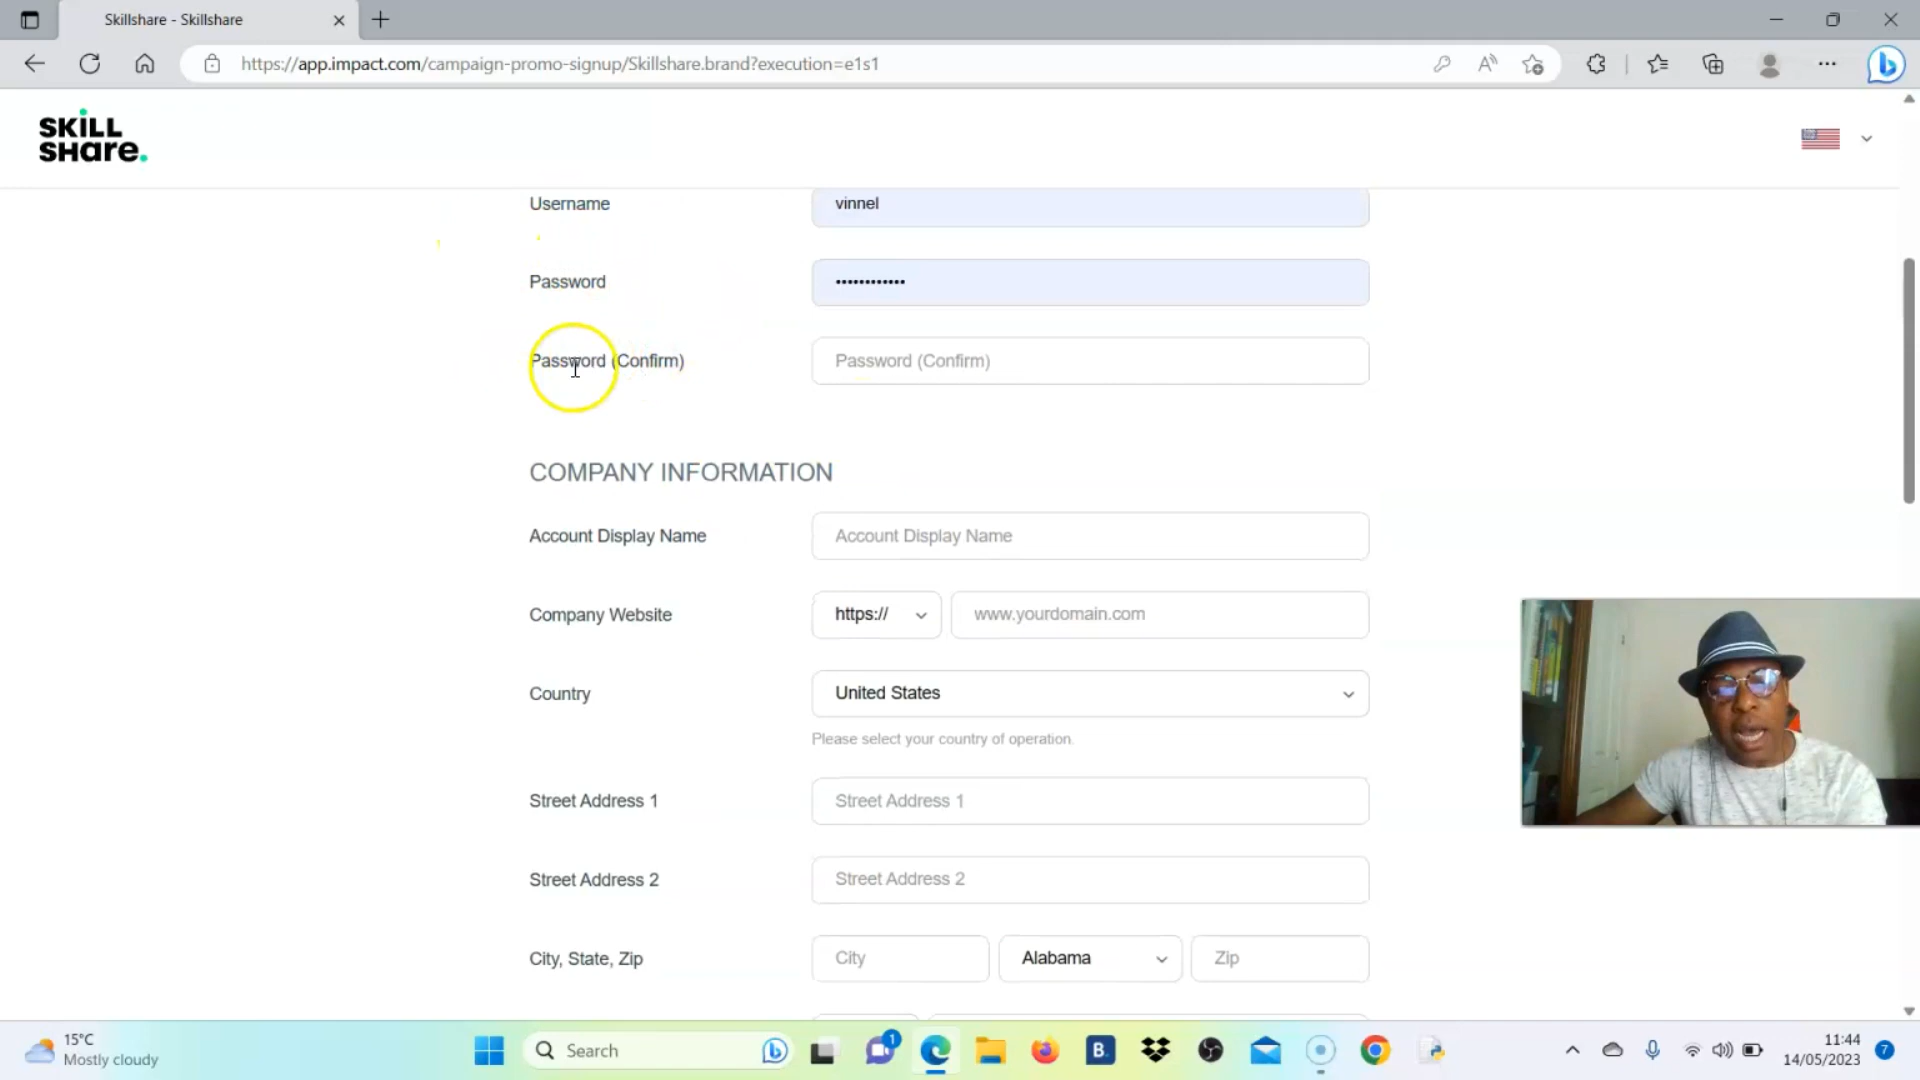 Skillshare - Skillshare
https://app.impact.com/campaign-promo-signup/Skillshare.brand?execution=e1s1
SKiLL
SHare.
Username
vinnel
Password
••••••••••••
Password (Confirm)
Password (Confirm)
COMPANY INFORMATION
Account Display Name
Account Display Name
Company Website
https://
www.yourdomain.com
Country
United States
Please select your country of operation.
Street Address 1
Street Address 1
Street Address 2
Street Address 2
City, State, Zip
City
Alabama
Zip
15°C
Mostly cloudy
Search
1
B.
11:44
14/05/2023
7